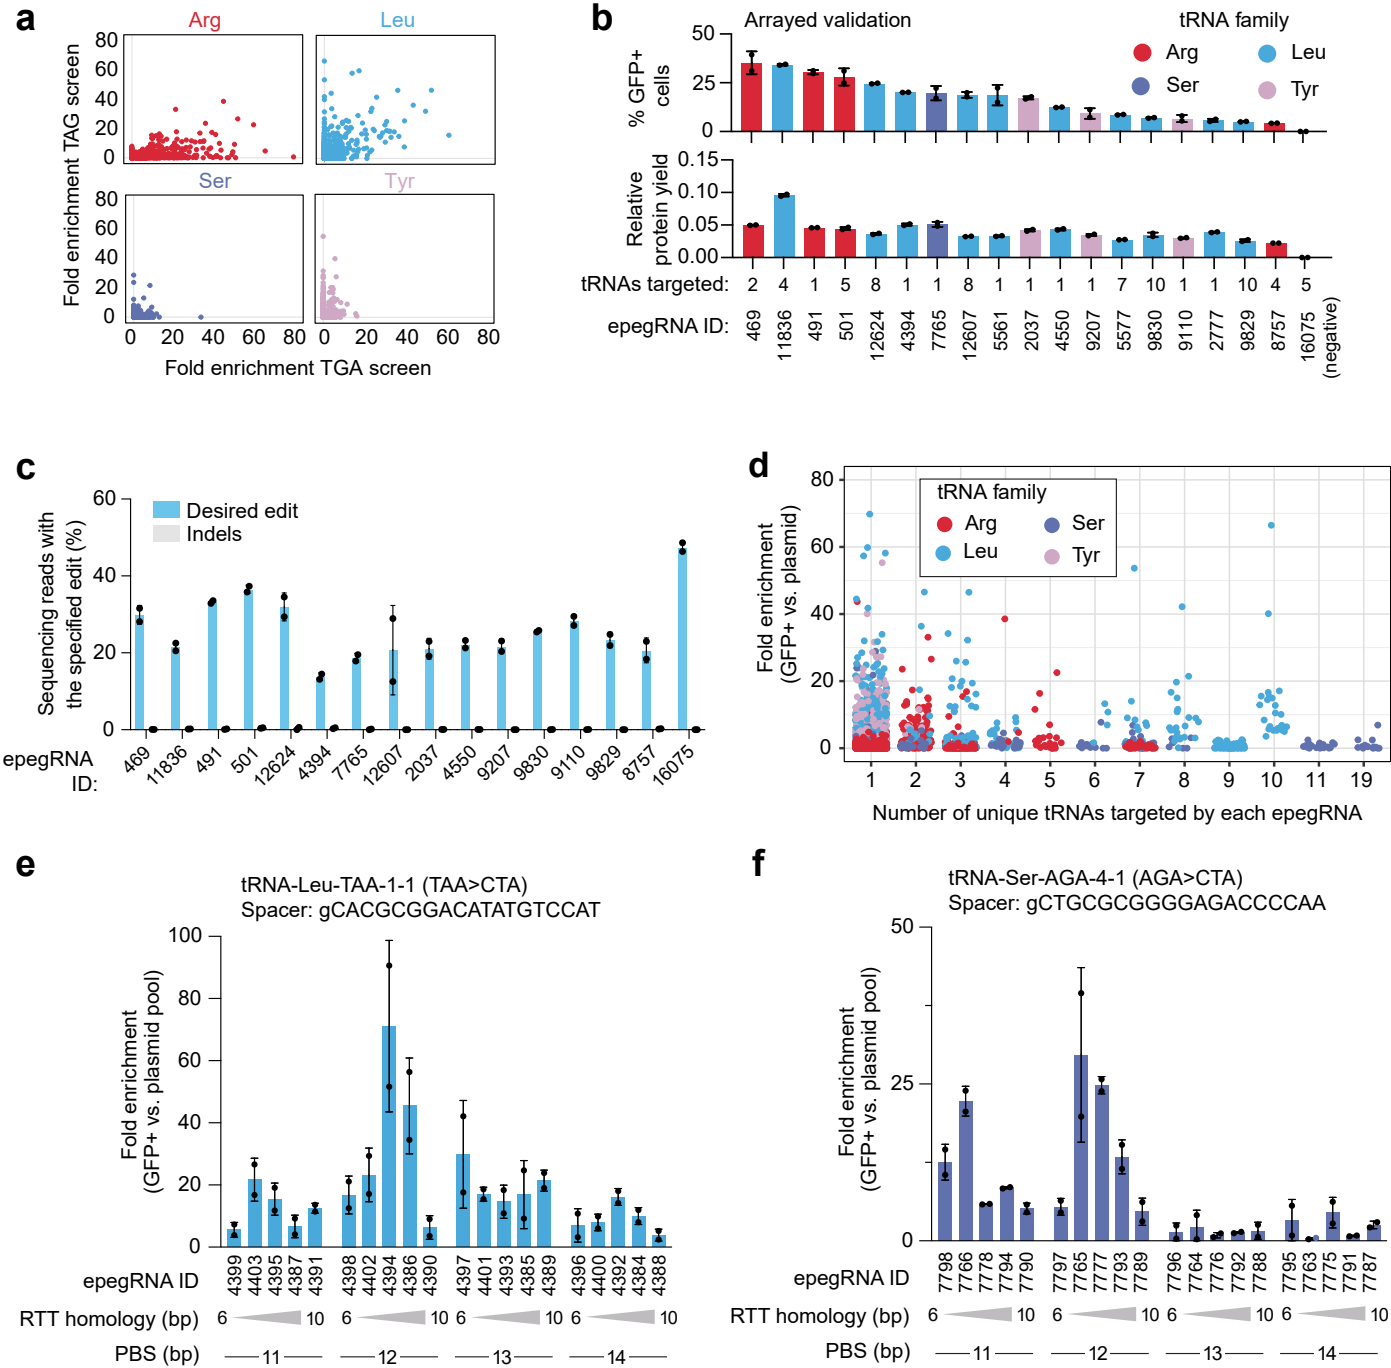 a
Arg
Leu
Ser
Tyr
Fold enrichment TAG screen
80
60
40
20
0
80
60
40
20
0
0
20
40
60
80
0
20
40
60
80
Fold enrichment TGA screen
b
Arrayed validation
tRNA family
Arg
Leu
Ser
Tyr
% GFP+
cells
50
25
0
Relative
protein yield
0.15
0.10
0.05
0.00
tRNAs targeted: 2 4 1 5 8 1 1 8 1 1 1 1 7 10 1 1 10 4 5
epegRNA ID: 469 11836 491 501 12624 4394 7765 12607 5561 2037 4550 9207 5577 9830 9110 2777 9829 8757 16075
(negative)
c
Sequencing reads with
the specified edit (%)
60
40
20
0
Desired edit
Indels
epegRNA
ID:
469 11836 491 501 12624 4394 7765 12607 2037 4550 9207 9830 9110 9829 8757 16075
d
Fold enrichment
(GFP+ vs. plasmid)
80
60
40
20
0
tRNA family
Arg
Ser
Leu
Tyr
1 2 3 4 5 6 7 8 9 10 11 19
Number of unique tRNAs targeted by each epegRNA
e
tRNA-Leu-TAA-1-1 (TAA>CTA)
Spacer: gCACGCGGACATATGTCCAT
Fold enrichment
(GFP+ vs. plasmid pool)
100
80
60
40
20
0
epegRNA ID
4399 4403 4395 4387 4391 4398 4402 4394 4386 4390 4397 4401 4393 4385 4389 4396 4400 4392 4384 4388
RTT homology (bp) 6 10 6 10 6 10 6 10
PBS (bp) 11 12 13 14
f
tRNA-Ser-AGA-4-1 (AGA>CTA)
Spacer: gCTGCGCGGGGAGACCCCAA
Fold enrichment
(GFP+ vs. plasmid pool)
50
25
0
epegRNA ID
7798 7766 7778 7794 7790 7797 7765 7777 7793 7789 7796 7764 7776 7792 7788 7795 7763 7775 7791 7787
RTT homology (bp) 6 10 6 10 6 10 6 10
PBS (bp) 11 12 13 14